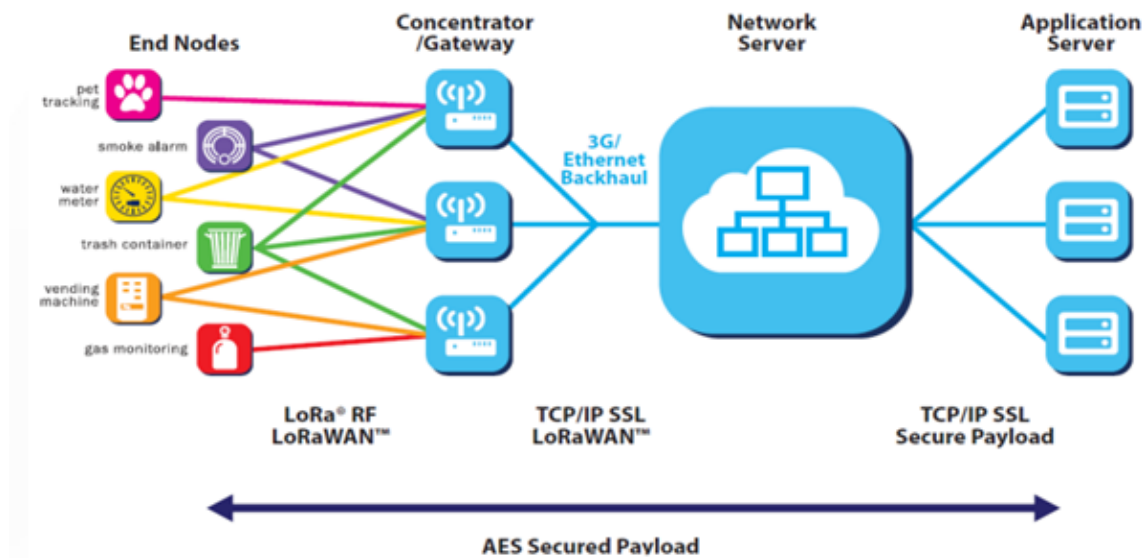 End Nodes
Concentrator
/Gateway
Network
Server
Application
Server
pet
tracking
smoke alarm
water
meter
trash container
vending
machine
gas monitoring
3G/
Ethernet
Backhaul
LoRa® RF
LoRaWAN™
TCP/IP SSL
LoRaWAN™
TCP/IP SSL
Secure Payload
AES Secured Payload